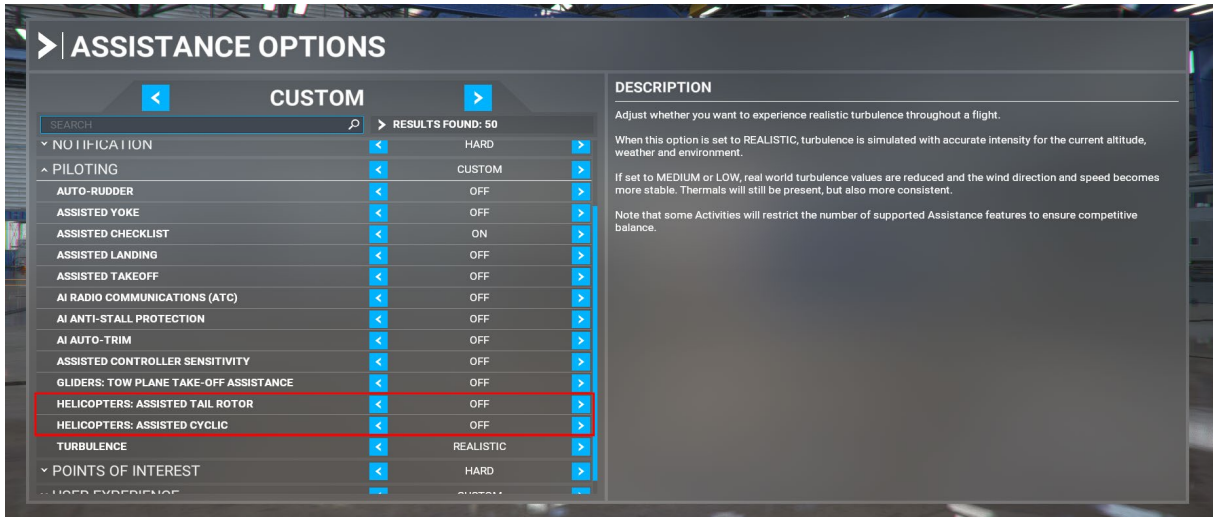 ASSISTANCE OPTIONS
CUSTOM
SEARCH
RESULTS FOUND: 50
NOTIFICATION HARD
PILOTING CUSTOM
AUTO-RUDDER OFF
ASSISTED YOKE OFF
ASSISTED CHECKLIST ON
ASSISTED LANDING OFF
ASSISTED TAKEOFF OFF
AI RADIO COMMUNICATIONS (ATC) OFF
AI ANTI-STALL PROTECTION OFF
AI AUTO-TRIM OFF
ASSISTED CONTROLLER SENSITIVITY OFF
GLIDERS: TOW PLANE TAKE-OFF ASSISTANCE OFF
HELICOPTERS: ASSISTED TAIL ROTOR OFF
HELICOPTERS: ASSISTED CYCLIC OFF
TURBULENCE REALISTIC
POINTS OF INTEREST HARD
USER EXPERIENCE CUSTOM
DESCRIPTION
Adjust whether you want to experience realistic turbulence throughout a flight.
When this option is set to REALISTIC, turbulence is simulated with accurate intensity for the current altitude,
weather and environment.
If set to MEDIUM or LOW, real world turbulence values are reduced and the wind direction and speed becomes
more stable. Thermals will still be present, but also more consistent.
Note that some Activities will restrict the number of supported Assistance features to ensure competitive
balance.